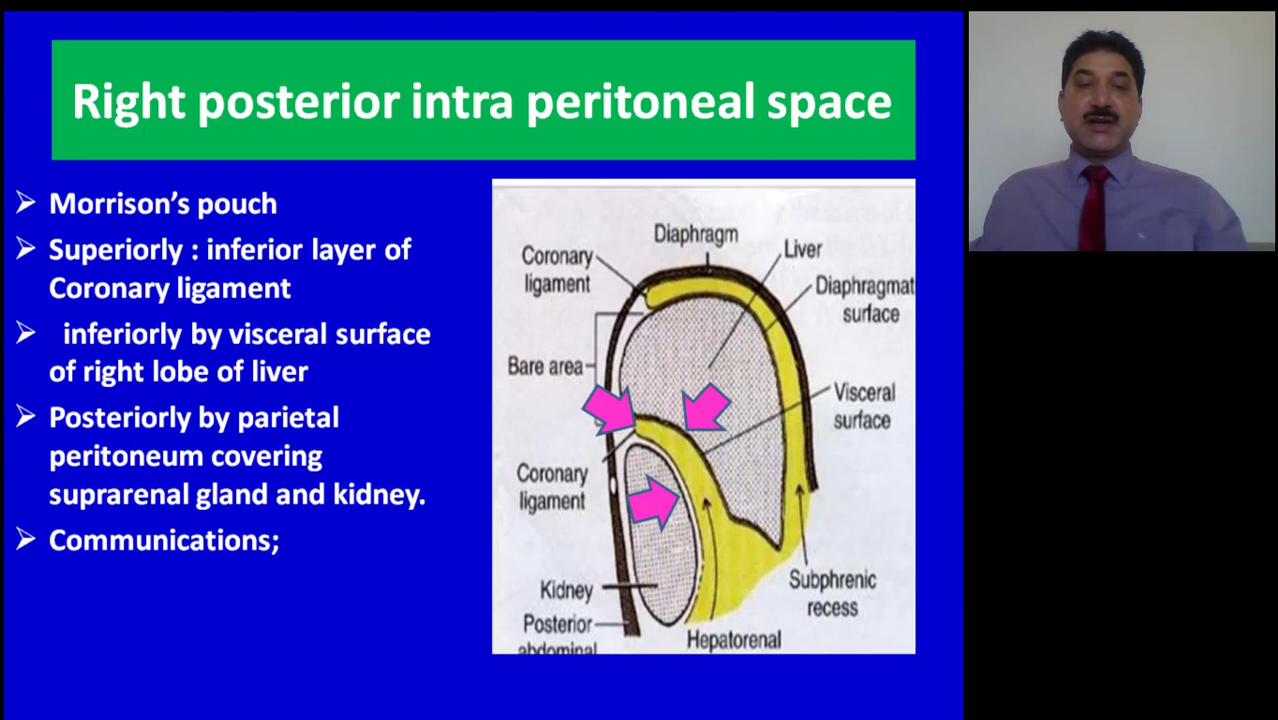 Right posterior intra peritoneal space
Morrison’s pouch
Superiorly : inferior layer of
Coronary ligament
inferiorly by visceral surface
of right lobe of liver
Posteriorly by parietal
peritoneum covering
suprarenal gland and kidney.
Communications;
Diaphragm
Coronary
ligament
Liver
Diaphragmat
surface
Bare area
Visceral
surface
Coronary
ligament
Kidney
Subphrenic
recess
Posterior
abdominal
Hepatorenal